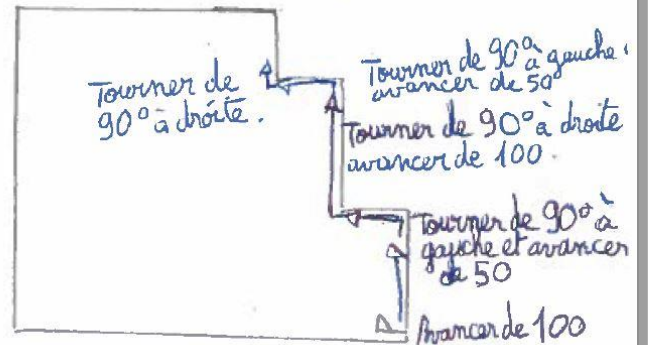 Tourner de 90° à gauche
avancer de 50
Tourner de
90° à droite.
Tourner de 90° à droite
avancer de 100.
Tourner de 90° à
gauche et avancer
de 50
Avancer de 100